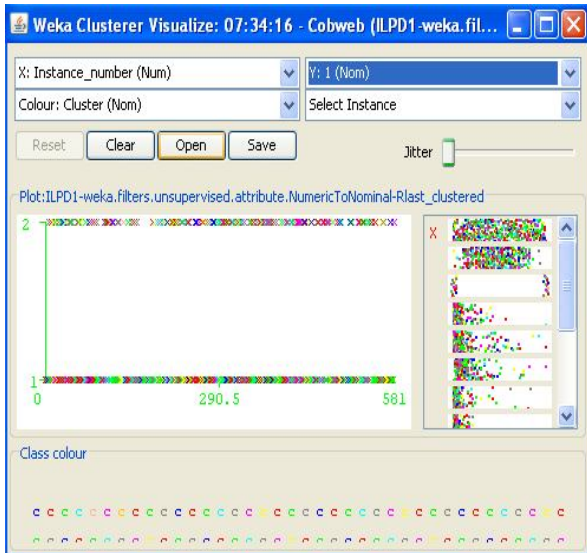 Weka Clusterer Visualize: 07:34:16 - Cobweb (ILPD1-weka.fil...
X: Instance_number (Num)
Y: 1 (Nom)
Colour: Cluster (Nom)
Select Instance
Reset
Clear
Open
Save
Jitter
Plot:ILPD1-weka.filters.unsupervised.attribute.NumericToNominal-Rlast_clustered
2
X
1
0
290.5
581
Class colour
c c c c c c c c c c c c c c c c c c c c c c c c c c c c c c c c c c c c c c